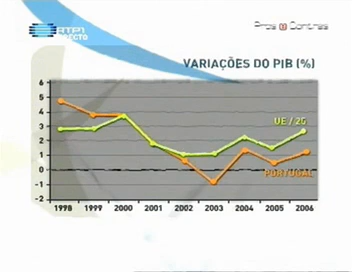 RTP1
DIRECTO
Prós e Contras
VARIAÇÕES DO PIB (%)
6
5
4
3
2
1
0
-1
-2
UE / 25
PORTUGAL
1998 1999 2000 2001 2002 2003 2004 2005 2006